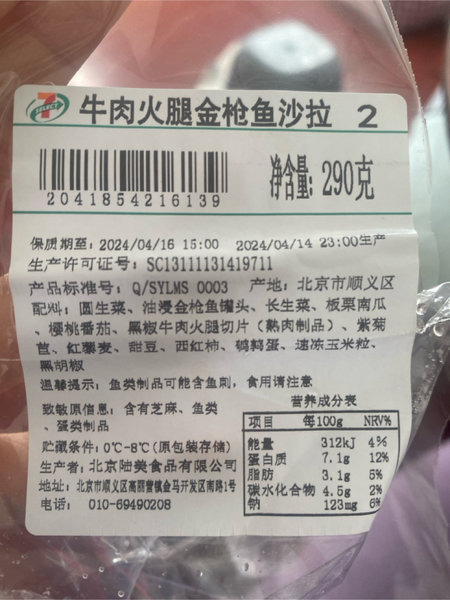 7 SELECT 牛肉火腿金枪鱼沙拉 2
2041854216139
净含量: 290克
保质期至: 2024/04/16 15:00 2024/04/14 23:00生产
生产许可证号: SC13111131419711
产品标准号: Q/SYLMS 0003 产地: 北京市顺义区
配料: 圆生菜、油浸金枪鱼罐头、长生菜、板栗南瓜
、樱桃番茄、黑椒牛肉火腿切片(熟肉制品)、紫菊
苣、红藜麦、甜豆、西红柿、鹌鹑蛋、速冻玉米粒、
黑胡椒
温馨提示: 鱼类制品可能含鱼刺, 食用请注意
致敏原信息: 含有芝麻、鱼类
、蛋类制品
贮藏条件: 0℃-8℃(原包装存储)
生产者: 北京陆美食品有限公司
地址: 北京市顺义区高丽营镇金马开发区南路1号
电话: 010-69490208
营养成分表
项目 每100g NRV%
能量 312kJ 4%
蛋白质 7.1g 12%
脂肪 3.1g 5%
碳水化合物 4.5g 2%
钠 123mg 6%